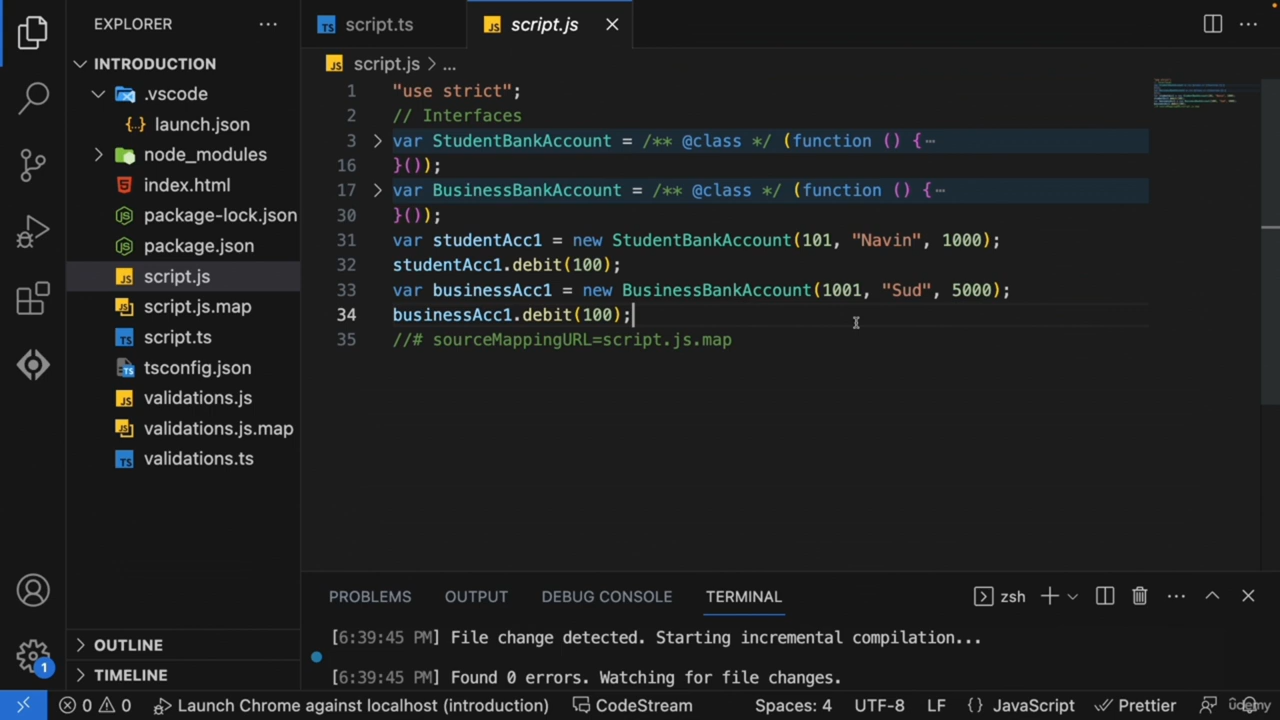 EXPLORER
INTRODUCTION
.vscode
launch.json
node_modules
index.html
package-lock.json
package.json
script.js
script.js.map
script.ts
tsconfig.json
validations.js
validations.js.map
validations.ts
OUTLINE
TIMELINE
script.ts
script.js
script.js > ...
1 "use strict";
2 // Interfaces
3 var StudentBankAccount = /** @class */ (function () {
16 }());
17 var BusinessBankAccount = /** @class */ (function () {
30 }());
31 var studentAcc1 = new StudentBankAccount(101, "Navin", 1000);
32 studentAcc1.debit(100);
33 var businessAcc1 = new BusinessBankAccount(1001, "Sud", 5000);
34 businessAcc1.debit(100);
35 //# sourceMappingURL=script.js.map
PROBLEMS OUTPUT DEBUG CONSOLE TERMINAL zsh
[6:39:45 PM] File change detected. Starting incremental compilation...
[6:39:45 PM] Found 0 errors. Watching for file changes.
1
0 0 Launch Chrome against localhost (introduction) CodeStream Spaces: 4 UTF-8 LF {} JavaScript Prettier
udemy